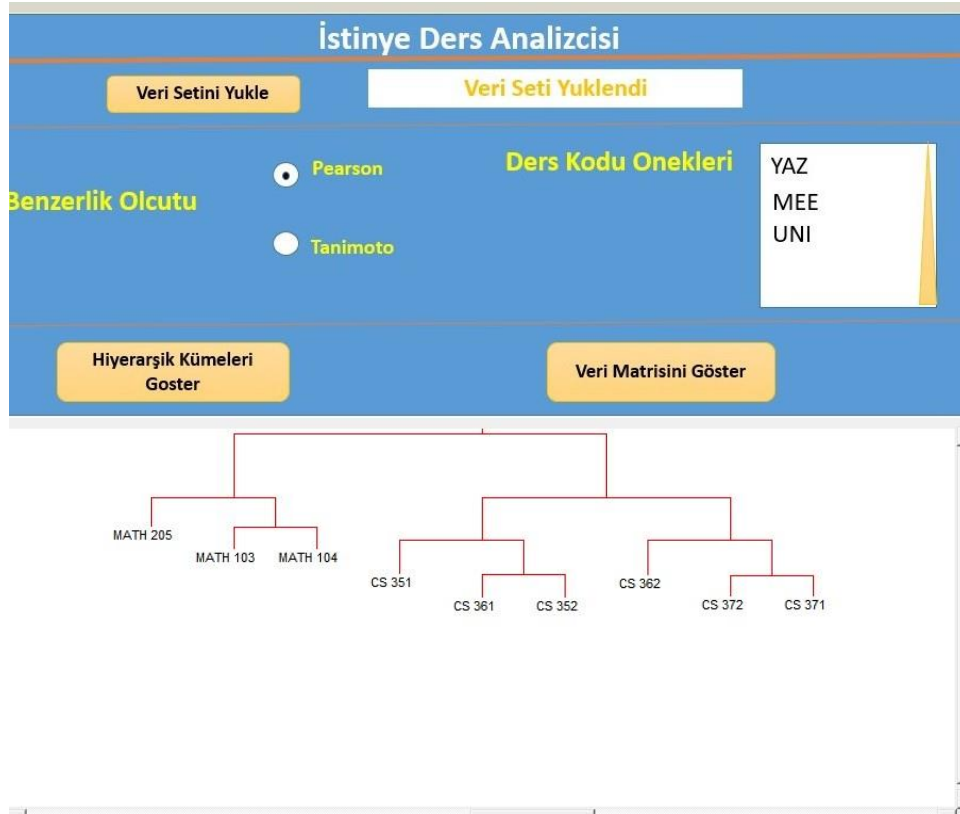 İstinye Ders Analizcisi
Veri Setini Yukle
Veri Seti Yuklendi
Benzerlik Olcutu
Pearson
Tanimoto
Ders Kodu Onekleri
YAZ
MEE
UNI
Hiyerarşik Kümeleri
Goster
Veri Matrisini Göster
MATH 205
MATH 103
MATH 104
CS 351
CS 361
CS 352
CS 362
CS 372
CS 371